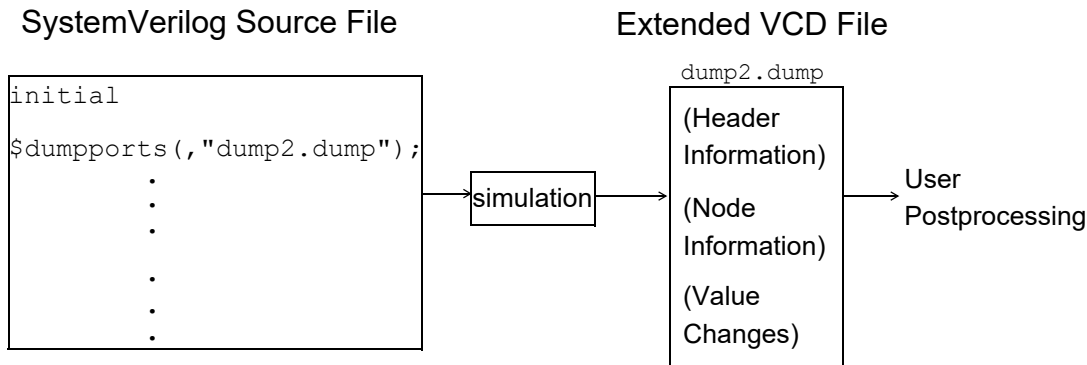 SystemVerilog Source File
Extended VCD File
initial
$dumpports(,"dump2.dump");
.
.
.
.
.
.
simulation
dump2.dump
(Header
Information)
(Node
Information)
(Value
Changes)
User
Postprocessing